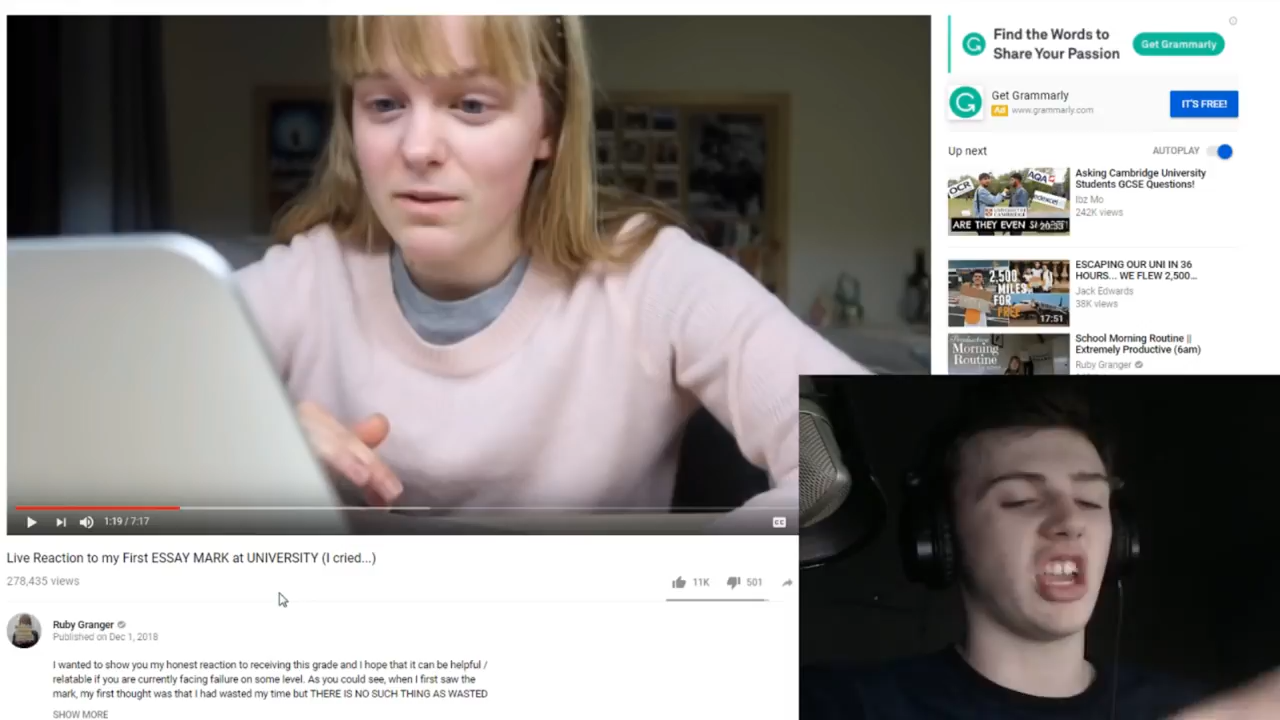 Find the Words to
Share Your Passion
Get Grammarly
Get Grammarly
Ad www.grammarly.com
IT'S FREE!
Up next
AUTOPLAY
OCR
AQA
ARE THEY EVEN
20:33
Asking Cambridge University
Students GCSE Questions!
Ibz Mo
242K views
2,500
MILES
FOR
FREE
17:51
ESCAPING OUR UNI IN 36
HOURS... WE FLEW 2,500...
Jack Edwards
38K views
Morning
Routine
School Morning Routine ||
Extremely Productive (6am)
Ruby Granger
1:19 / 7:17
CC
Live Reaction to my First ESSAY MARK at UNIVERSITY (I cried...)
278,435 views
11K
501
Ruby Granger
Published on Dec 1, 2018
I wanted to show you my honest reaction to receiving this grade and I hope that it can be helpful /
relatable if you are currently facing failure on some level. As you could see, when I first saw the
mark, my first thought was that I had wasted my time but THERE IS NO SUCH THING AS WASTED
SHOW MORE